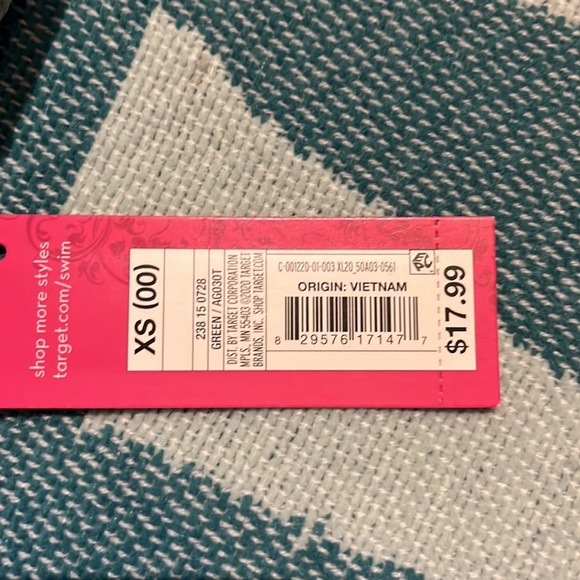 shop more styles
target.com/swim
XS (00)
238 15 0728
GREEN / AG030T
DIST. BY TARGET CORPORATION
MPLS., MN 55403 ©2020 TARGET
BRANDS, INC. SHOP TARGET.COM
C-001220-01-003 XL20_50A03-0561
ORIGIN: VIETNAM
8 29576 17147 7
$17.99